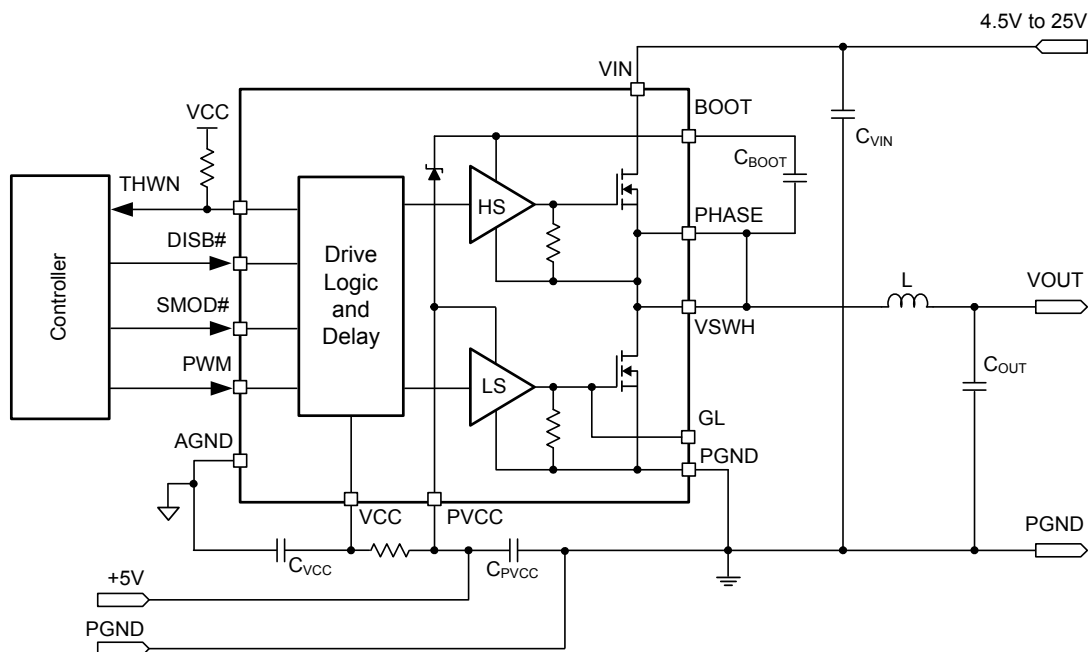 4.5V to 25V
VIN
BOOT
VCC
CVIN
CBOOT
THWN
HS
PHASE
DISB#
Controller
Drive
Logic
and
Delay
L
VOUT
SMOD#
VSWH
PWM
LS
COUT
GL
AGND
PGND
VCC
PVCC
PGND
CVCC
CPVCC
+5V
PGND